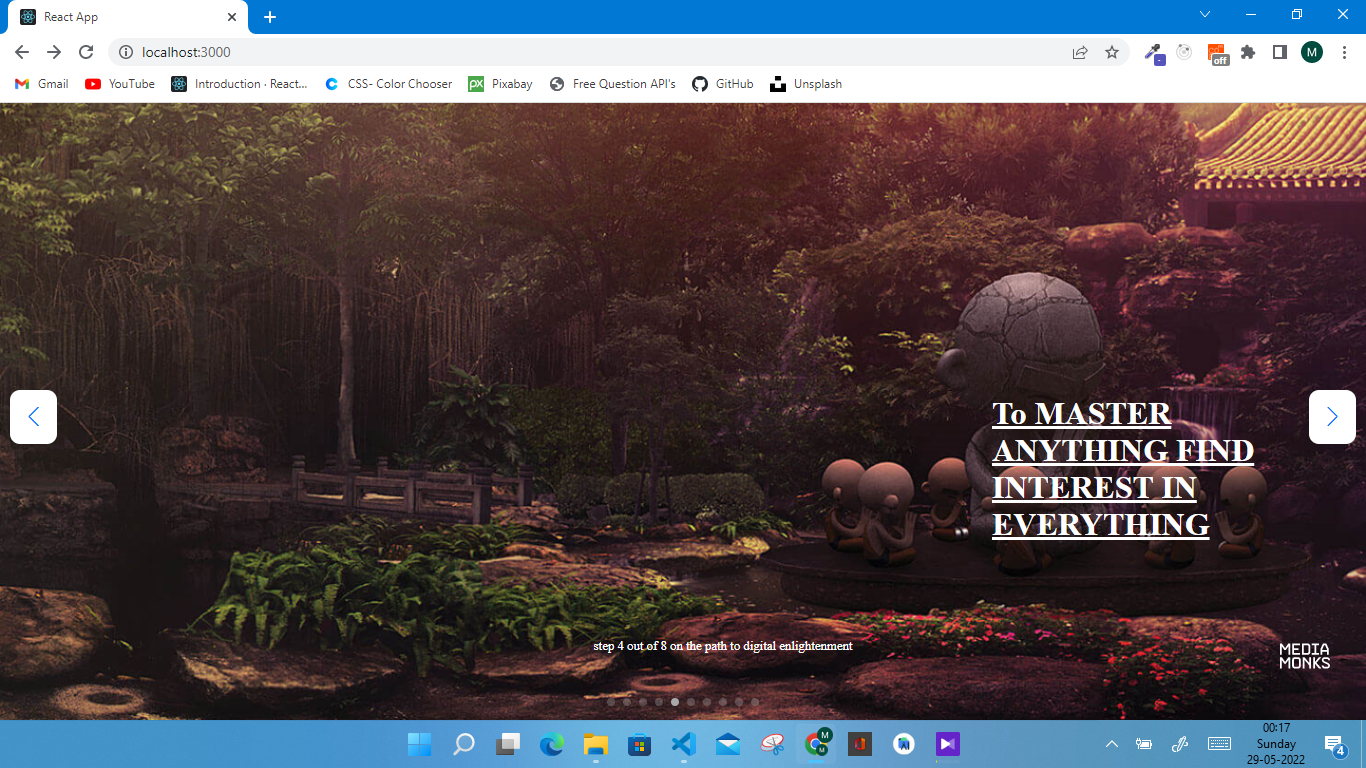 React App
localhost:3000
off
-
M
Gmail
YouTube
Introduction · React...
CSS- Color Chooser
Pixabay
Free Question API's
GitHub
Unsplash
To MASTER
ANYTHING FIND
INTEREST IN
EVERYTHING
step 4 out of 8 on the path to digital enlightenment
MEDIA
MONKS
M
M
00:17
Sunday
29-05-2022
4